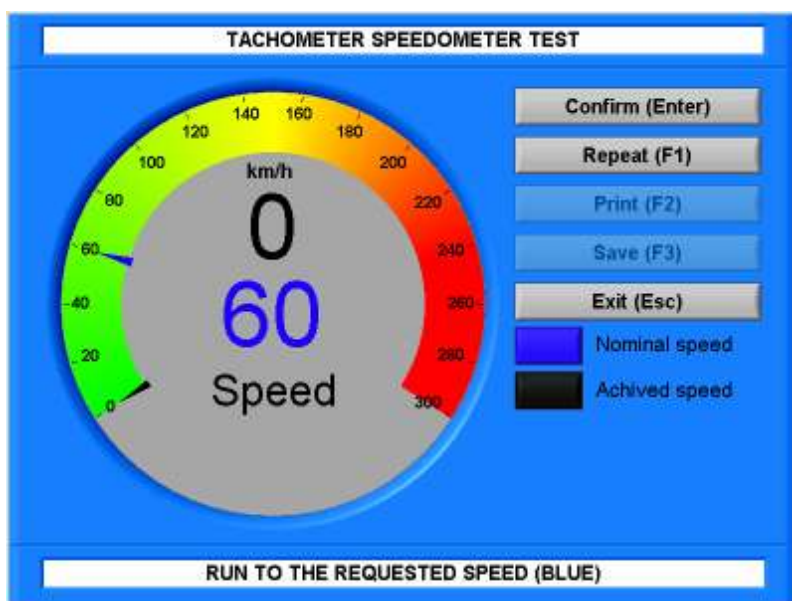 TACHOMETER SPEEDOMETER TEST
140 160
120 180
100 200
km/h
80 220
0
60 240
60
40 260
20 280
Speed
0 300
Confirm (Enter)
Repeat (F1)
Print (F2)
Save (F3)
Exit (Esc)
Nominal speed
Achived speed
RUN TO THE REQUESTED SPEED (BLUE)